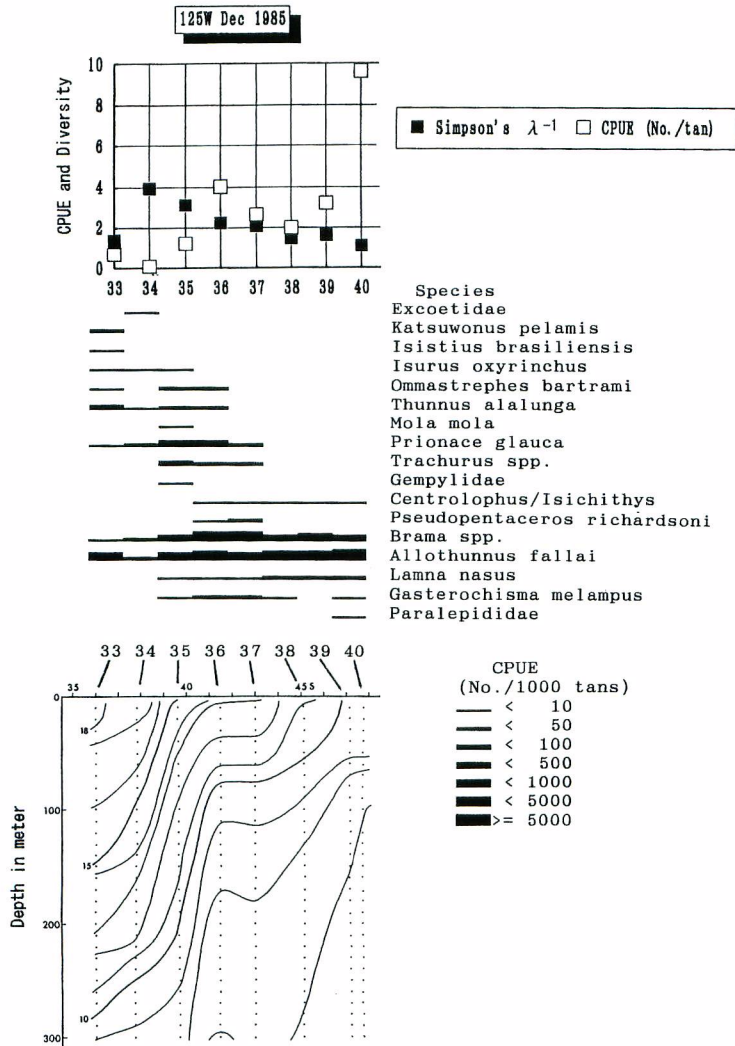 125W Dec 1985
CPUE and Diversity
10
8
6
4
2
0
33 34 35 36 37 38 39 40
■ Simpson's λ⁻¹ □ CPUE (No./tan)
Species
Excoetidae
Katsuwonus pelamis
Isistius brasiliensis
Isurus oxyrinchus
Ommastrephes bartrami
Thunnus alalunga
Mola mola
Prionace glauca
Trachurus spp.
Gempylidae
Centrolophus/Isichithys
Pseudopentaceros richardsoni
Brama spp.
Allothunnus fallai
Lamna nasus
Gasterochisma melampus
Paralepididae
33 34 35 36 37 38 39 40
35 40 45S
0
100
200
300
Depth in meter
18
15
10
CPUE
(No./1000 tans)
< 10
< 50
< 100
< 500
< 1000
< 5000
>= 5000